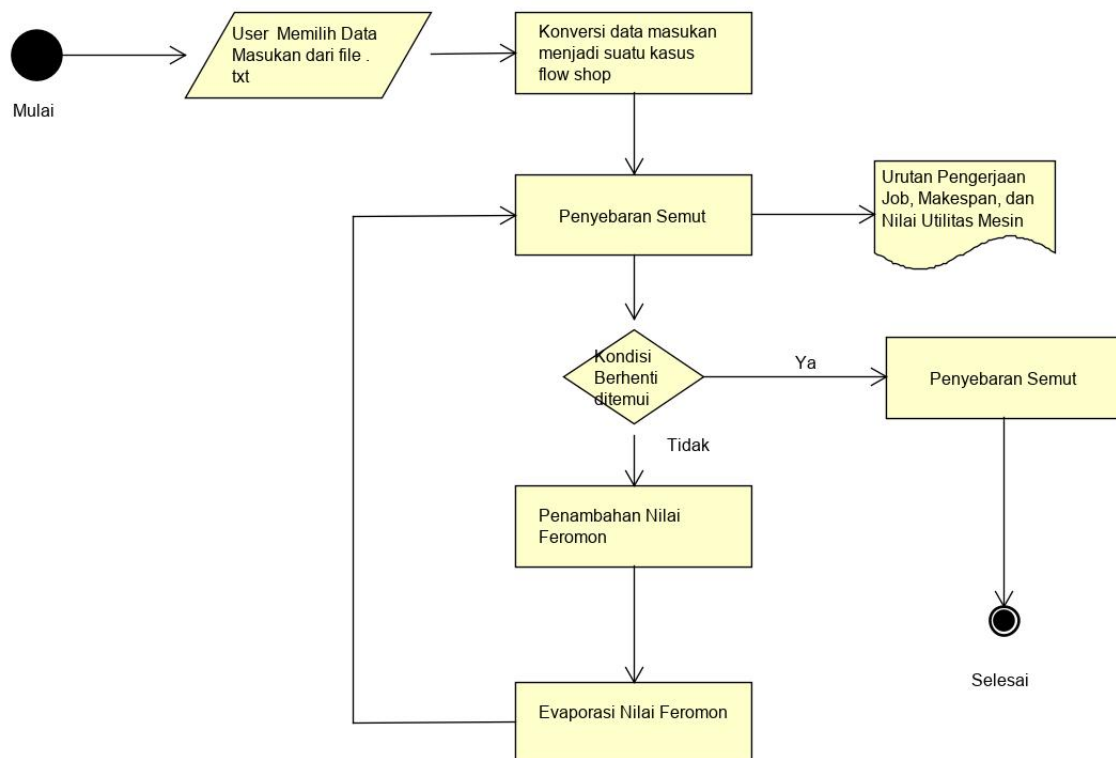 Mulai
User Memilih Data
Masukan dari file .
txt
Konversi data masukan
menjadi suatu kasus
flow shop
Penyebaran Semut
Urutan Pengerjaan
Job, Makespan, dan
Nilai Utilitas Mesin
Kondisi
Berhenti
ditemui
Ya
Penyebaran Semut
Tidak
Penambahan Nilai
Feromon
Evaporasi Nilai Feromon
Selesai